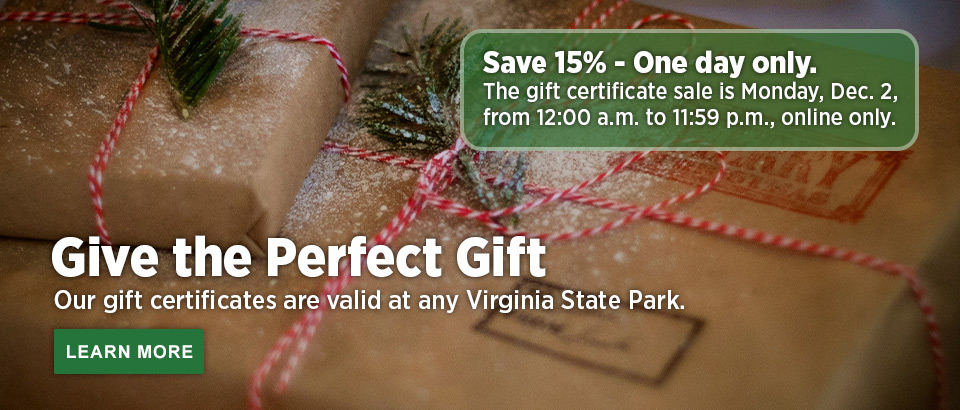 Save 15% - One day only.
The gift certificate sale is Monday, Dec. 2,
from 12:00 a.m. to 11:59 p.m., online only.
Give the Perfect Gift
Our gift certificates are valid at any Virginia State Park.
LEARN MORE